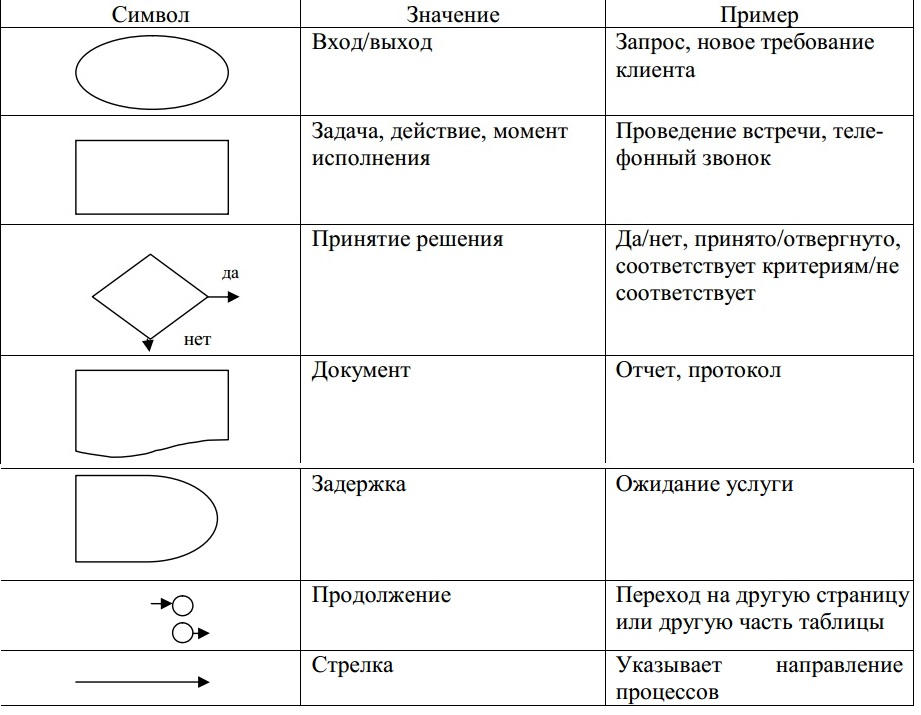 Символ Значение Пример
Вход/выход Запрос, новое требование
клиента
Задача, действие, момент Проведение встречи, теле-
исполнения фонный звонок
Принятие решения Да/нет, принято/отвергнуто,
соответствует критериям/не
да
соответствует
нет
Документ Отчет, протокол
Задержка Ожидание услуги
Продолжение Переход на другую страницу
или другую часть таблицы
Стрелка Указывает направление
процессов